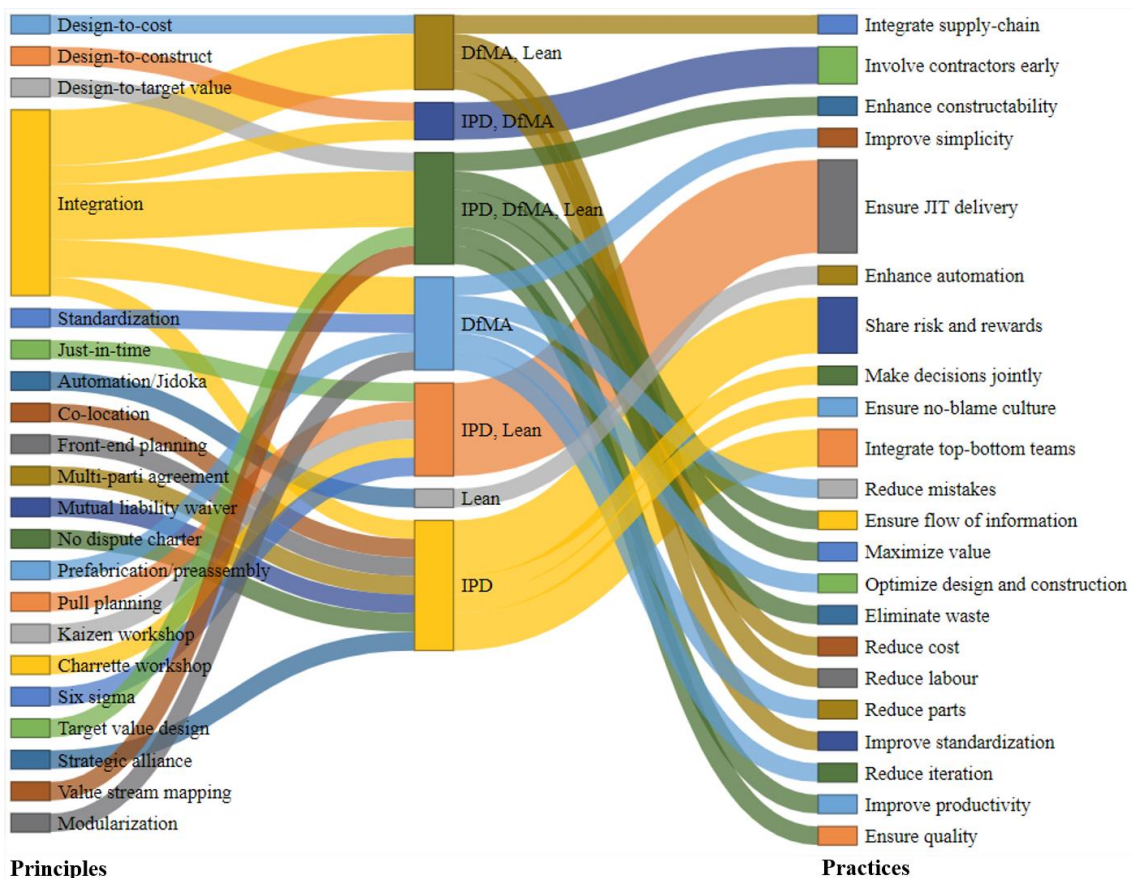 Design-to-cost
Design-to-construct
Design-to-target value
Integration
Standardization
Just-in-time
Automation/Jidoka
Co-location
Front-end planning
Multi-parti agreement
Mutual liability waiver
No dispute charter
Prefabrication/preassembly
Pull planning
Kaizen workshop
Charrette workshop
Six sigma
Target value design
Strategic alliance
Value stream mapping
Modularization
Principles
DfMA, Lean
IPD, DfMA
IPD, DfMA, Lean
DfMA
IPD, Lean
Lean
IPD
Integrate supply-chain
Involve contractors early
Enhance constructability
Improve simplicity
Ensure JIT delivery
Enhance automation
Share risk and rewards
Make decisions jointly
Ensure no-blame culture
Integrate top-bottom teams
Reduce mistakes
Ensure flow of information
Maximize value
Optimize design and construction
Eliminate waste
Reduce cost
Reduce labour
Reduce parts
Improve standardization
Reduce iteration
Improve productivity
Ensure quality
Practices